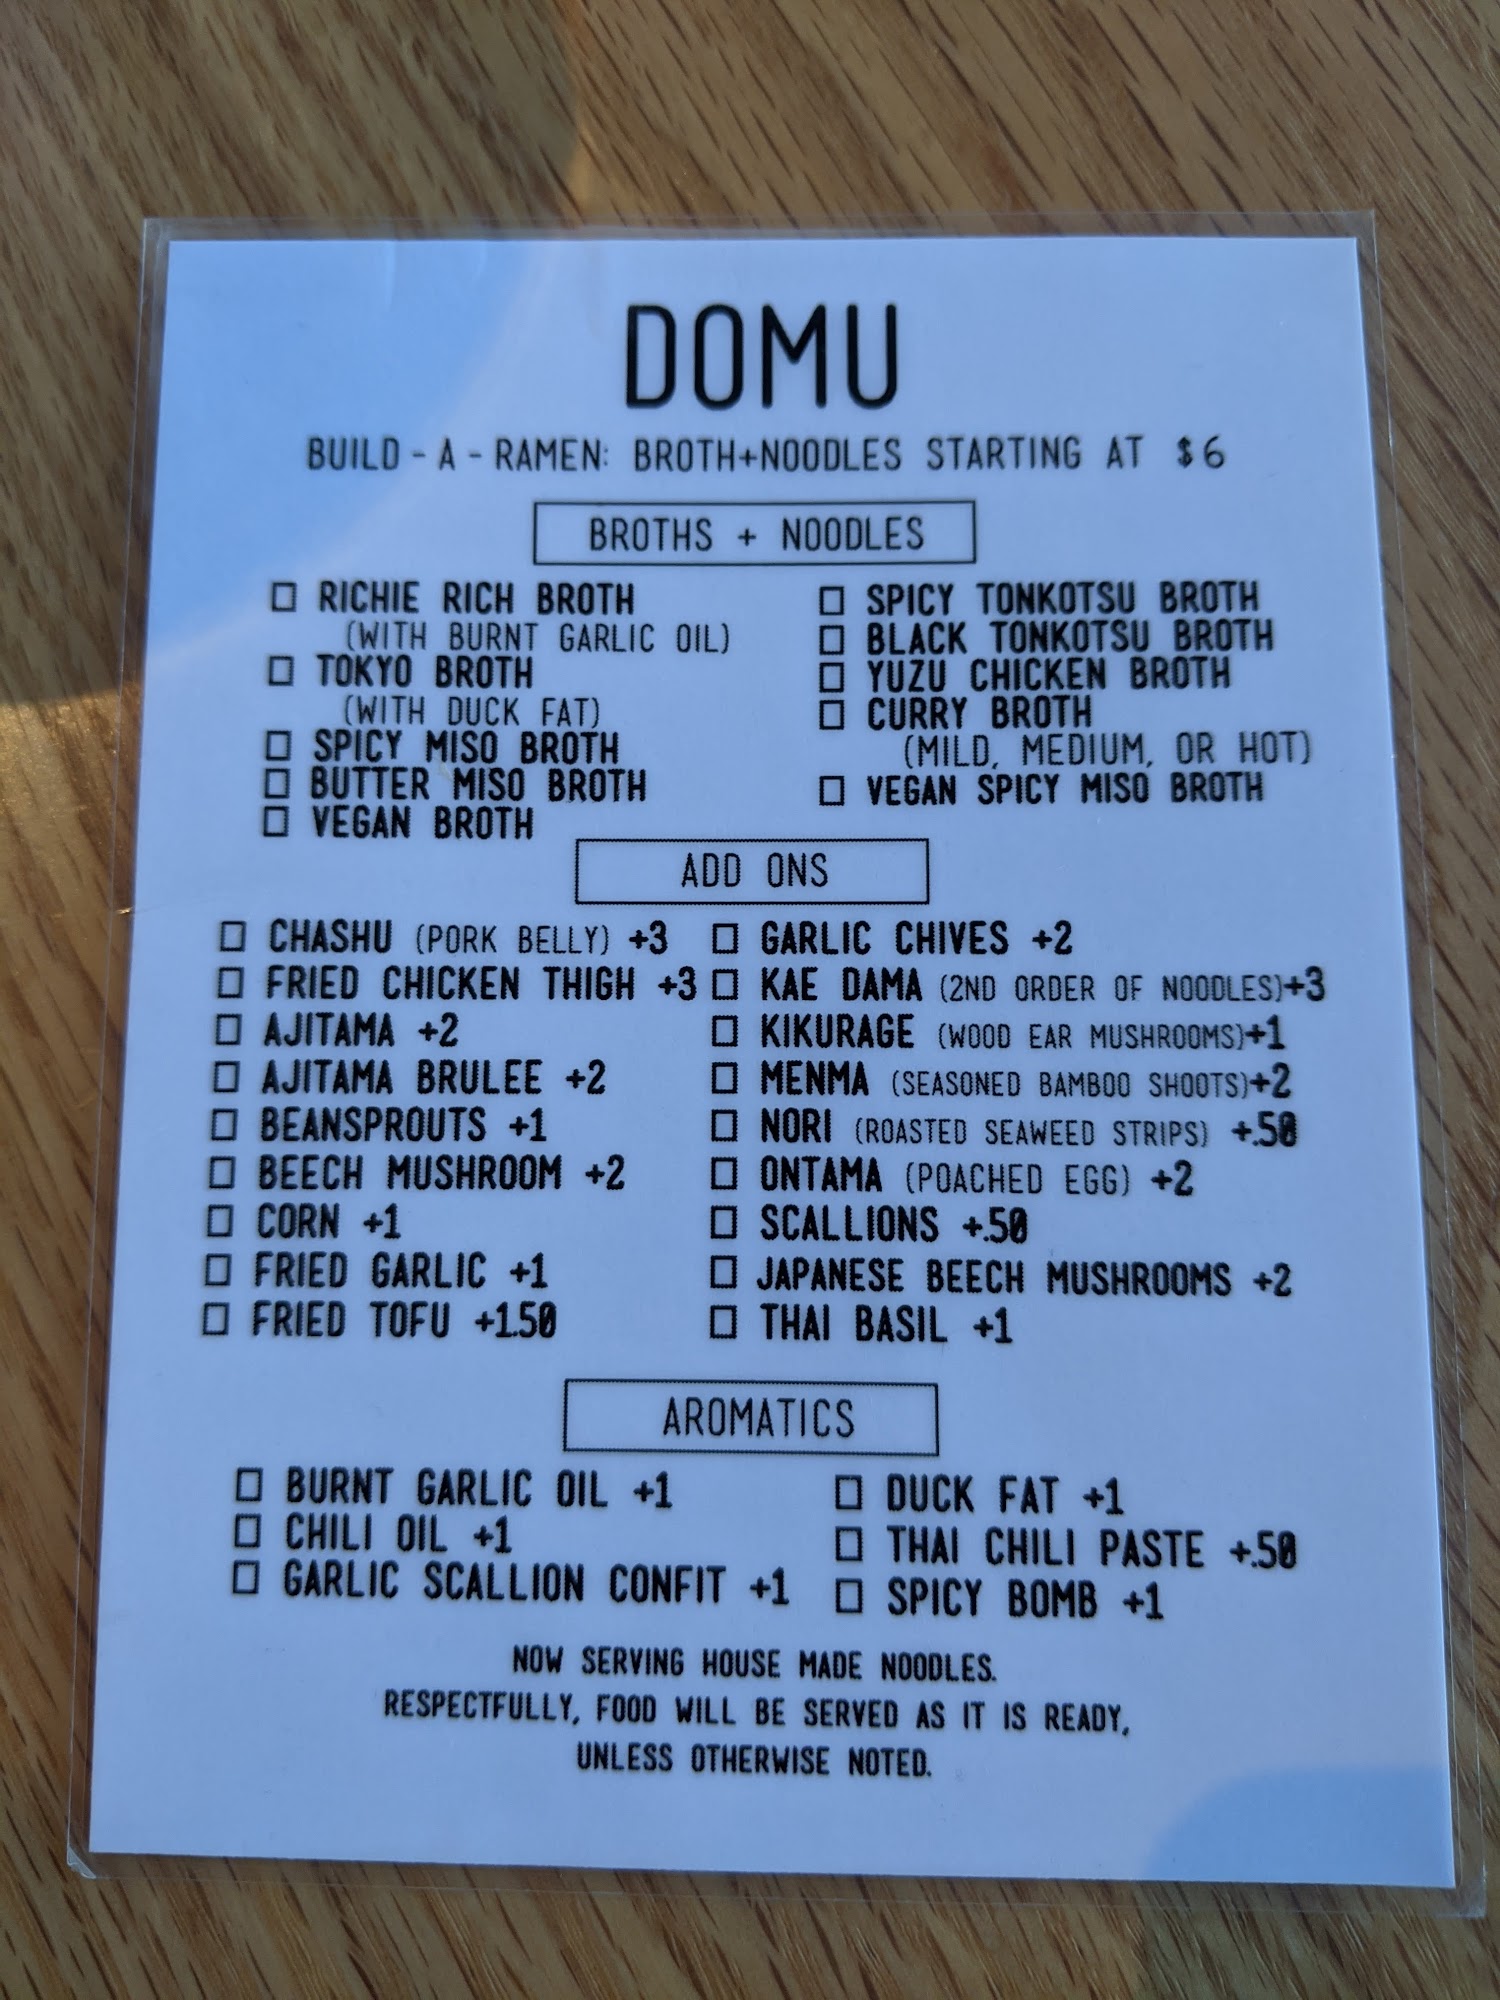 DOMU
BUILD - A - RAMEN: BROTH+NOODLES STARTING AT $6
BROTHS + NOODLES
RICHIE RICH BROTH
(WITH BURNT GARLIC OIL)
TOKYO BROTH
(WITH DUCK FAT)
SPICY MISO BROTH
BUTTER MISO BROTH
VEGAN BROTH
SPICY TONKOTSU BROTH
BLACK TONKOTSU BROTH
YUZU CHICKEN BROTH
CURRY BROTH
(MILD, MEDIUM, OR HOT)
VEGAN SPICY MISO BROTH
ADD ONS
CHASHU (PORK BELLY) +3
FRIED CHICKEN THIGH +3
AJITAMA +2
AJITAMA BRULEE +2
BEANSPROUTS +1
BEECH MUSHROOM +2
CORN +1
FRIED GARLIC +1
FRIED TOFU +1.50
GARLIC CHIVES +2
KAE DAMA (2ND ORDER OF NOODLES)+3
KIKURAGE (WOOD EAR MUSHROOMS)+1
MENMA (SEASONED BAMBOO SHOOTS)+2
NORI (ROASTED SEAWEED STRIPS) +.50
ONTAMA (POACHED EGG) +2
SCALLIONS +.50
JAPANESE BEECH MUSHROOMS +2
THAI BASIL +1
AROMATICS
BURNT GARLIC OIL +1
CHILI OIL +1
GARLIC SCALLION CONFIT +1
DUCK FAT +1
THAI CHILI PASTE +.50
SPICY BOMB +1
NOW SERVING HOUSE MADE NOODLES.
RESPECTFULLY, FOOD WILL BE SERVED AS IT IS READY,
UNLESS OTHERWISE NOTED.